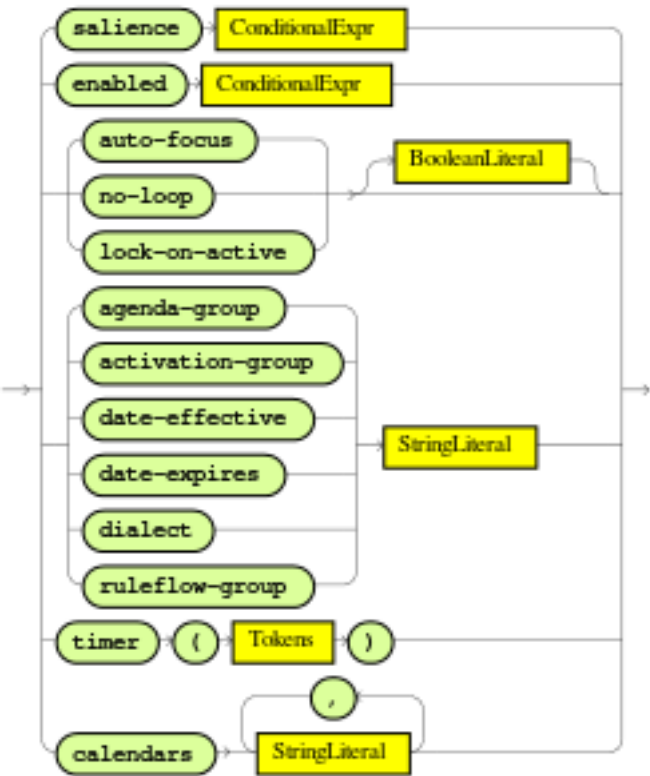 salience ConditionalExpr
enabled ConditionalExpr
auto-focus
BooleanLiteral
no-loop
lock-on-active
agenda-group
activation-group
date-effective
StringLiteral
date-expires
dialect
ruleflow-group
timer ( Tokens )
,
calendars StringLiteral